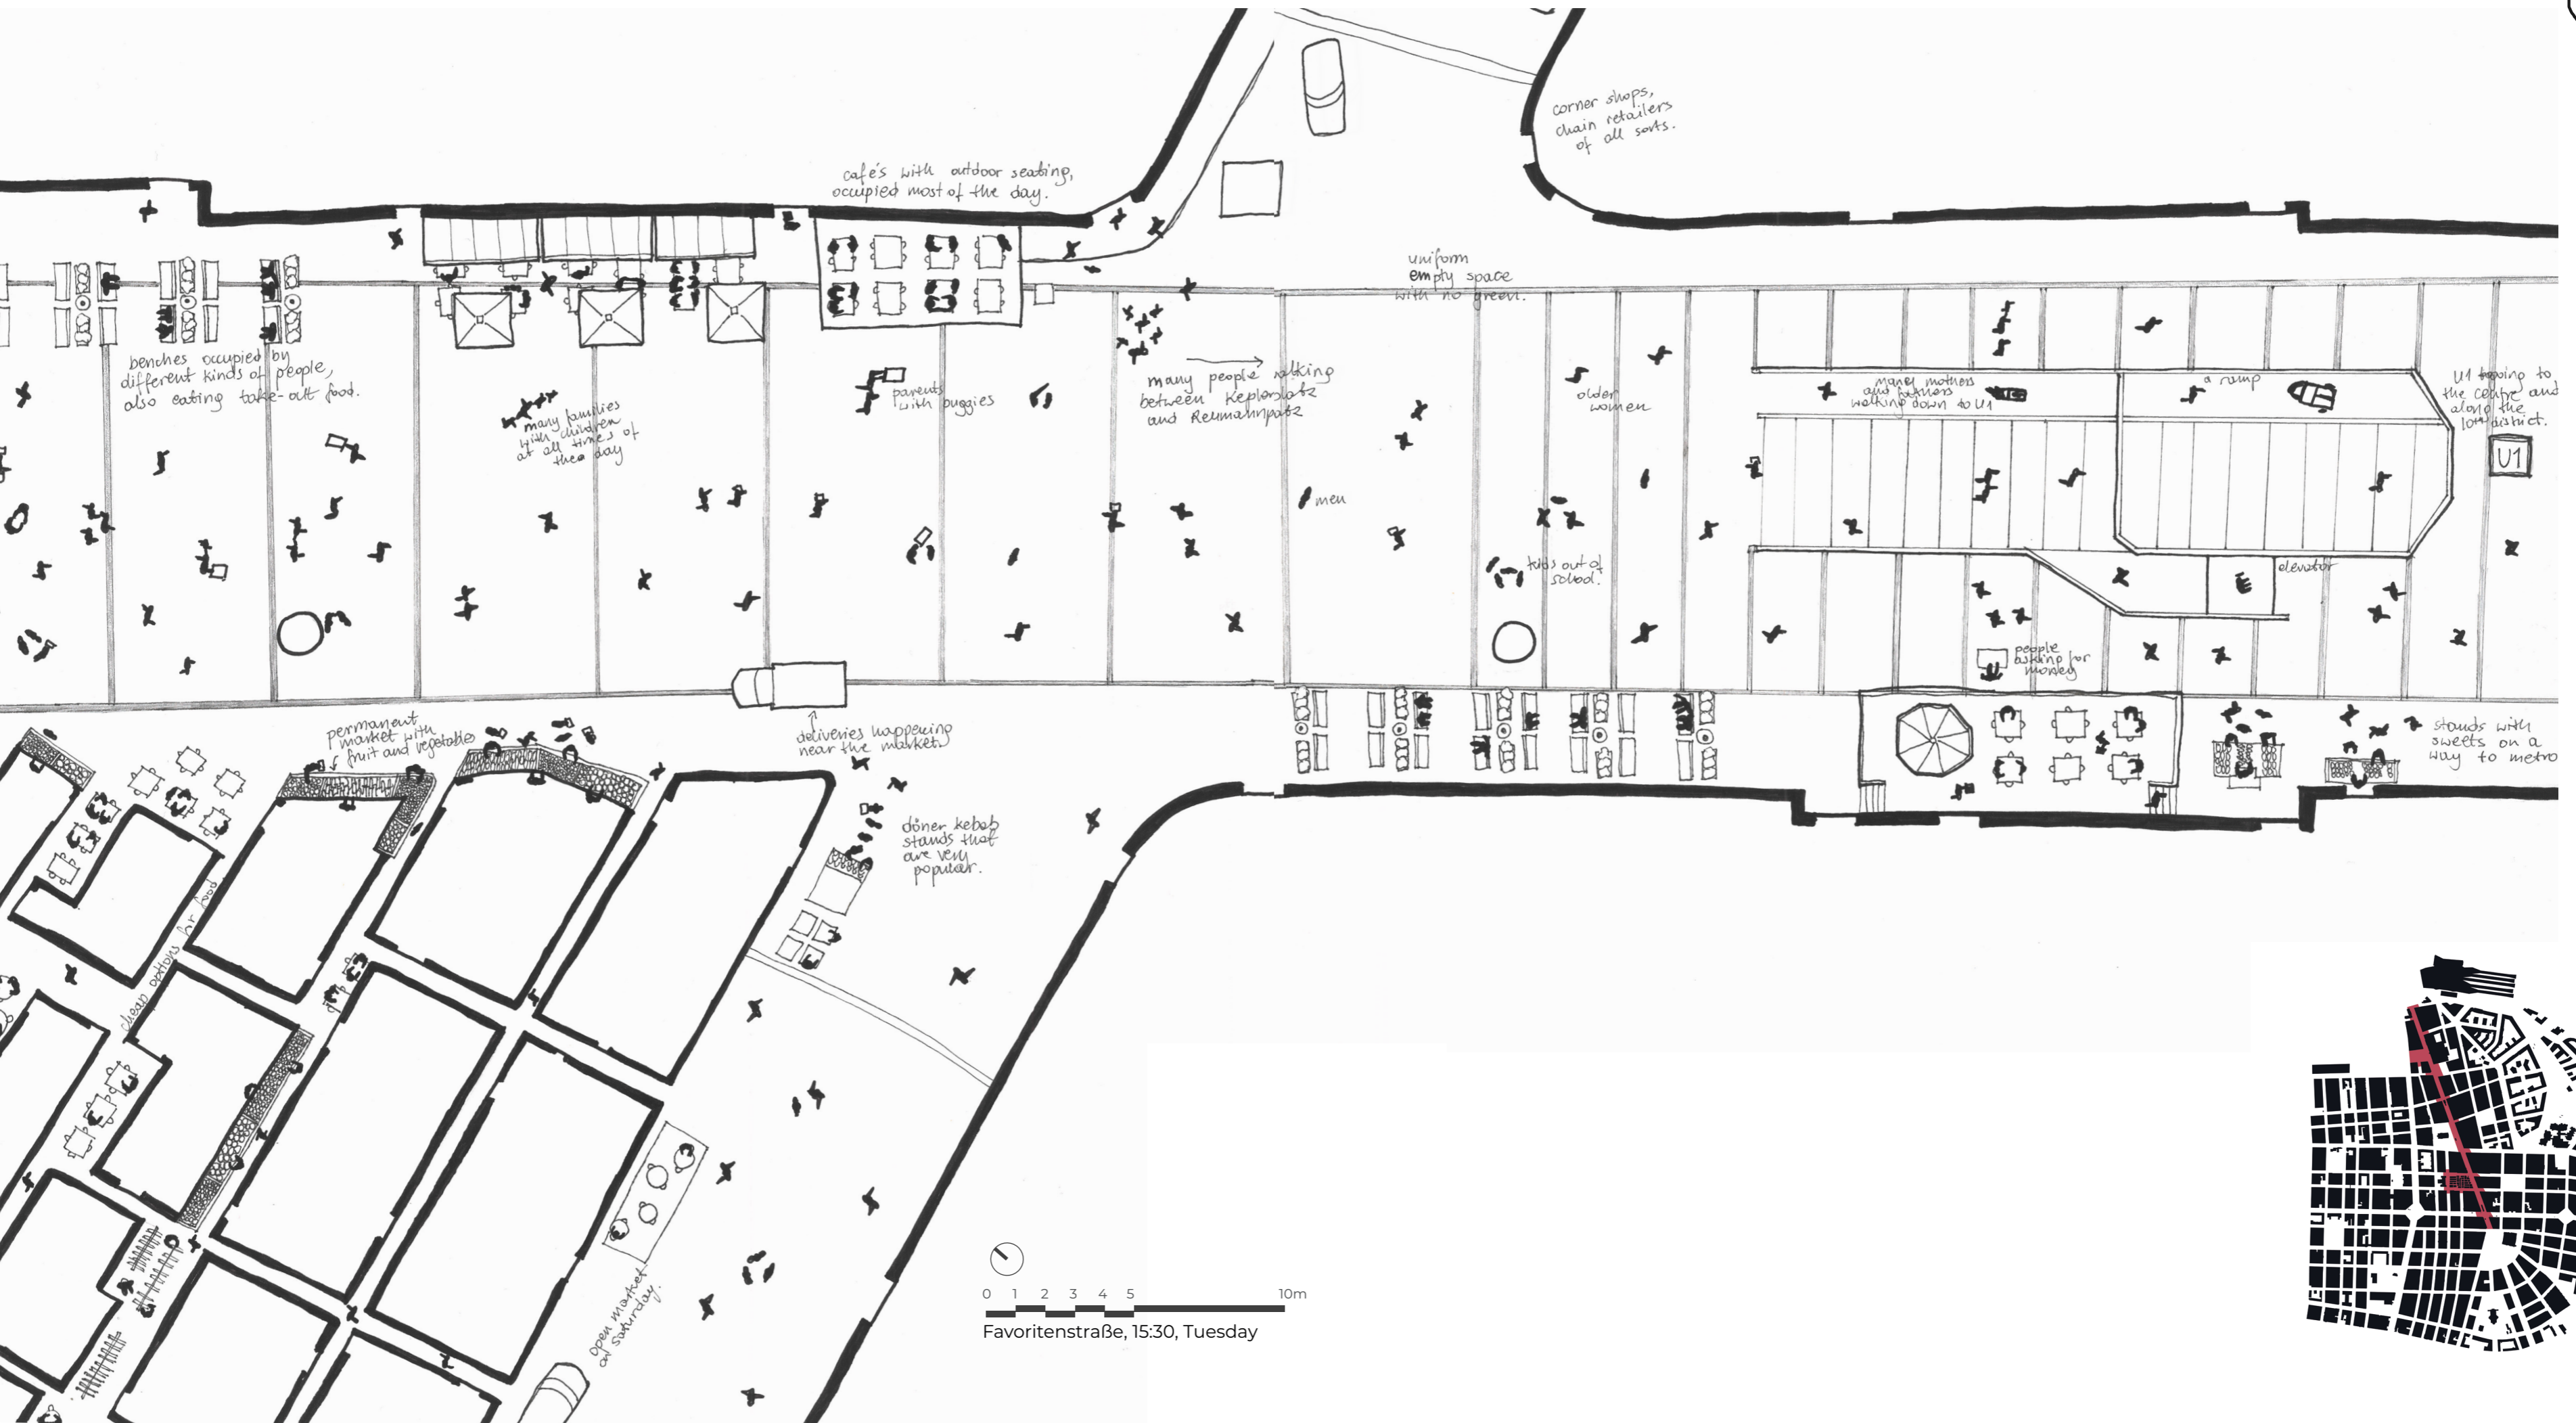 corner shops,
chain retailers
of all sorts.
cafe's with outdoor seating,
occupied most of the day.
uniform
empty space
with no green.
benches occupied by
different kinds of people,
also eating take-out food.
many families
with children
at all times of
the day
parents
with buggies
many people walking
between Keplerplatz
and Reumannplatz
older
women
many mothers
and fathers
walking down to U1
a ramp
U1 going to
the centre and
along the
10th district.
U1
men
kids out of
school.
elevator
people
asking for
money
permanent
market with
fruit and vegetables
deliveries happening
near the market.
stands with
sweets on a
way to metro
döner kebab
stands that
are very
popular.
cheap options for food
open market
on saturday.
0 1 2 3 4 5 10m
Favoritenstraße, 15:30, Tuesday